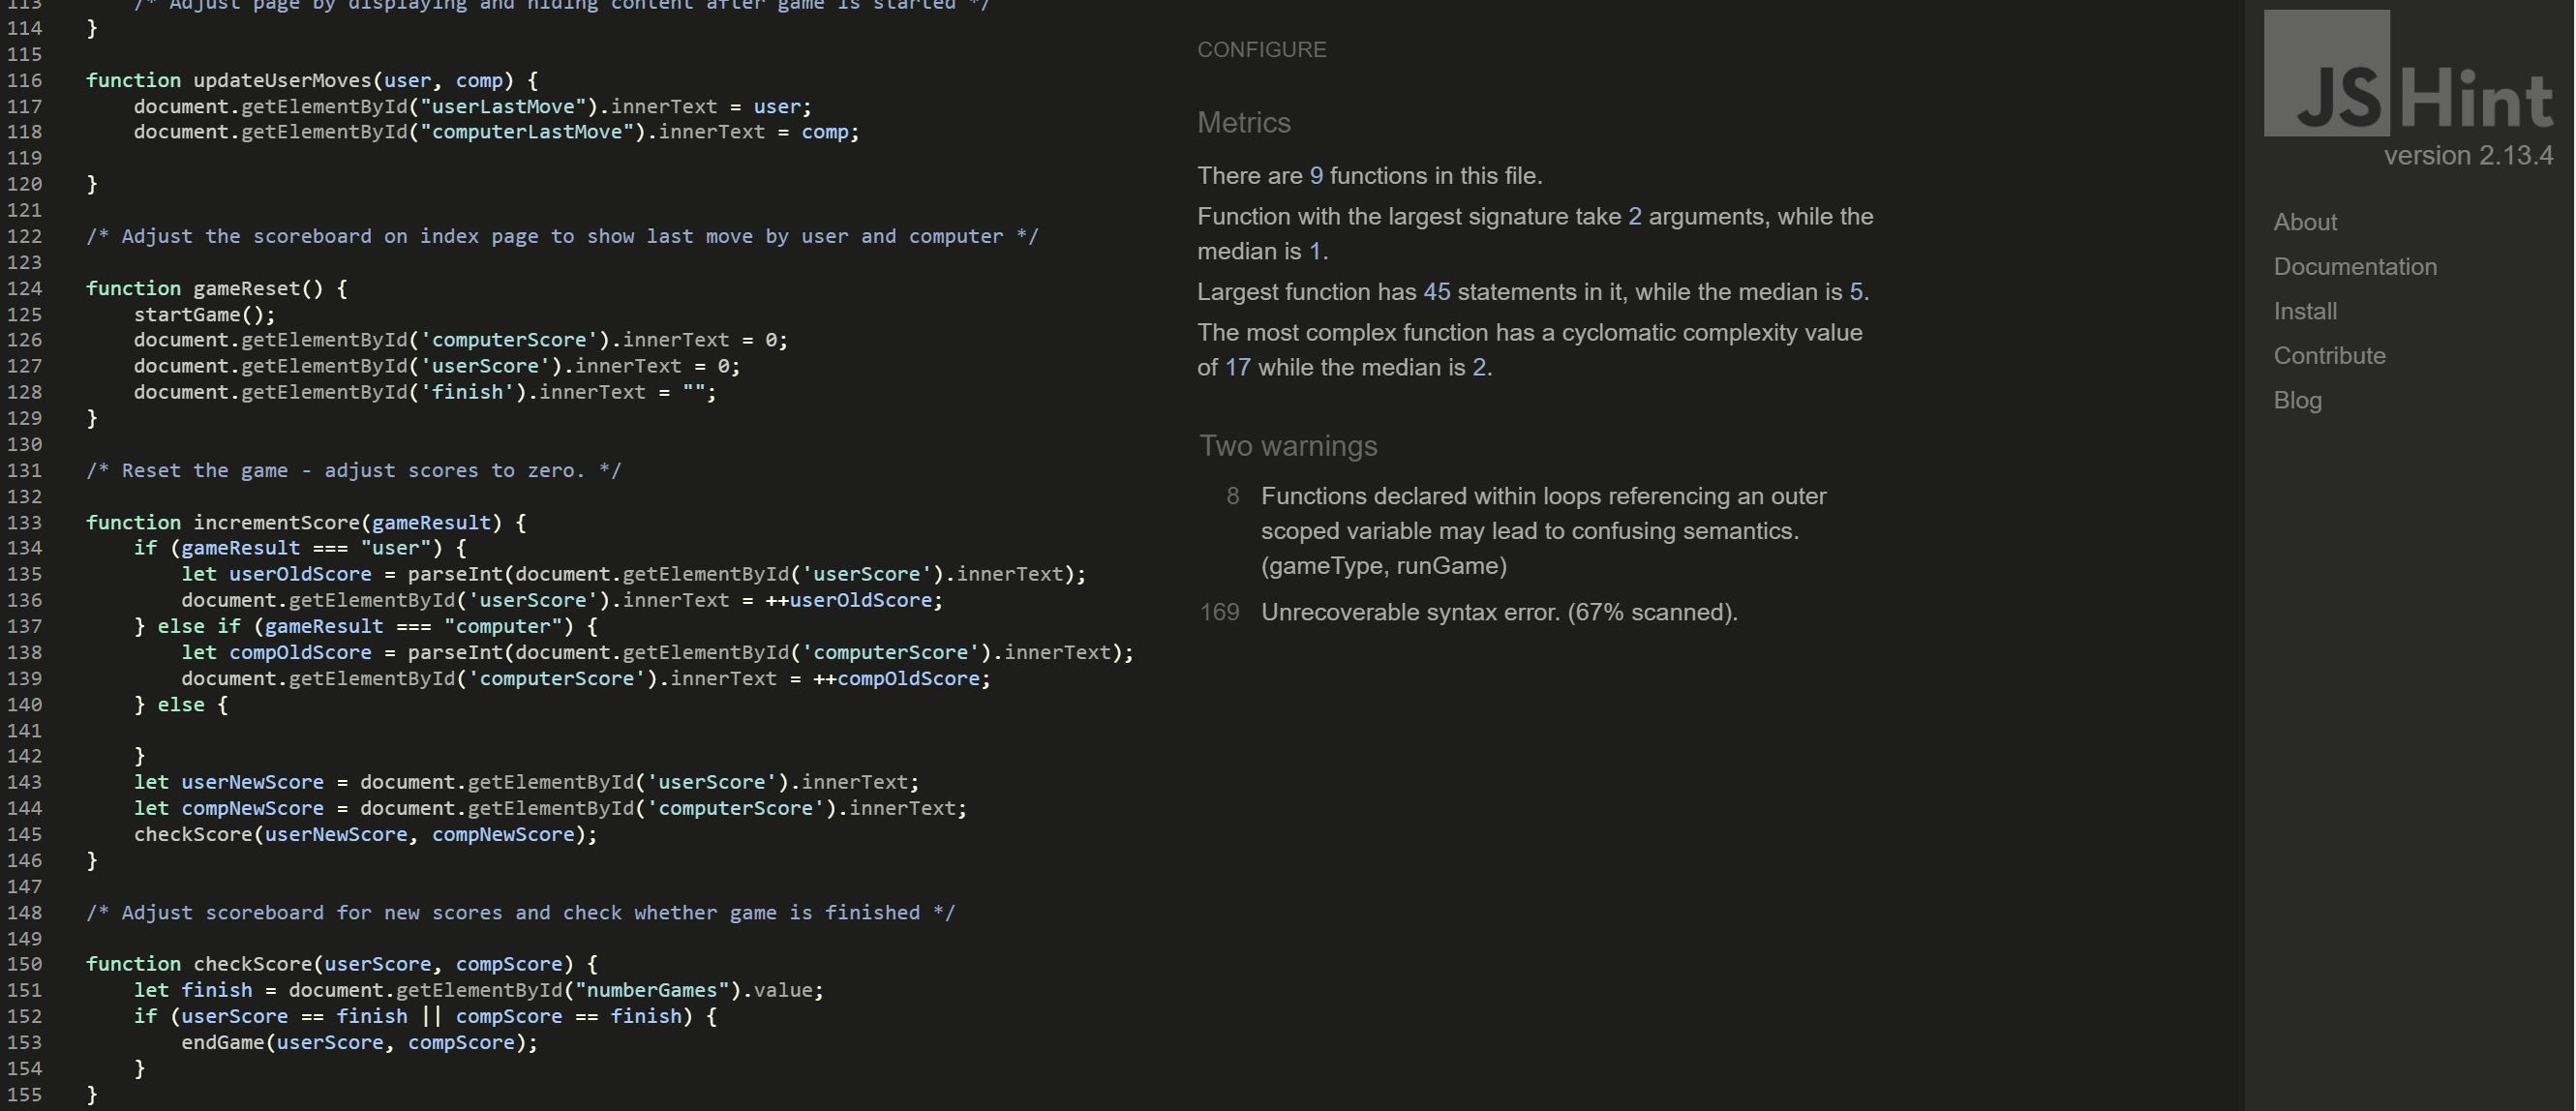 113 /* Adjust page by displaying and hiding content after game is started */
114 }
115
116 function updateUserMoves(user, comp) {
117 document.getElementById("userLastMove").innerText = user;
118 document.getElementById("computerLastMove").innerText = comp;
119
120 }
121
122 /* Adjust the scoreboard on index page to show last move by user and computer */
123
124 function gameReset() {
125 startGame();
126 document.getElementById('computerScore').innerText = 0;
127 document.getElementById('userScore').innerText = 0;
128 document.getElementById('finish').innerText = "";
129 }
130
131 /* Reset the game - adjust scores to zero. */
132
133 function incrementScore(gameResult) {
134 if (gameResult === "user") {
135 let userOldScore = parseInt(document.getElementById('userScore').innerText);
136 document.getElementById('userScore').innerText = ++userOldScore;
137 } else if (gameResult === "computer") {
138 let compOldScore = parseInt(document.getElementById('computerScore').innerText);
139 document.getElementById('computerScore').innerText = ++compOldScore;
140 } else {
141
142 }
143 let userNewScore = document.getElementById('userScore').innerText;
144 let compNewScore = document.getElementById('computerScore').innerText;
145 checkScore(userNewScore, compNewScore);
146 }
147
148 /* Adjust scoreboard for new scores and check whether game is finished */
149
150 function checkScore(userScore, compScore) {
151 let finish = document.getElementById("numberGames").value;
152 if (userScore == finish || compScore == finish) {
153 endGame(userScore, compScore);
154 }
155 }
CONFIGURE
Metrics
There are 9 functions in this file.
Function with the largest signature take 2 arguments, while the
median is 1.
Largest function has 45 statements in it, while the median is 5.
The most complex function has a cyclomatic complexity value
of 17 while the median is 2.
Two warnings
8 Functions declared within loops referencing an outer
scoped variable may lead to confusing semantics.
(gameType, runGame)
169 Unrecoverable syntax error. (67% scanned).
JSHint
version 2.13.4
About
Documentation
Install
Contribute
Blog